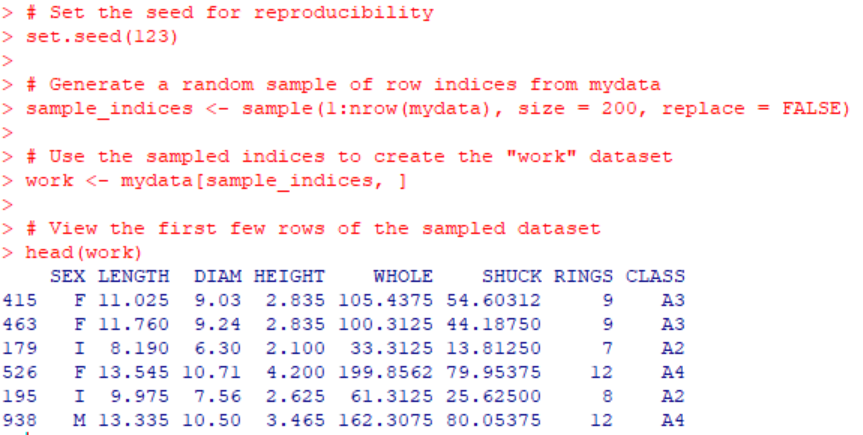 > # Set the seed for reproducibility
> set.seed(123)
>
> # Generate a random sample of row indices from mydata
> sample_indices <- sample(1:nrow(mydata), size = 200, replace = FALSE)
>
> # Use the sampled indices to create the "work" dataset
> work <- mydata[sample_indices, ]
>
> # View the first few rows of the sampled dataset
> head(work)
    SEX LENGTH  DIAM HEIGHT    WHOLE    SHUCK RINGS CLASS
415   F 11.025  9.03  2.835 105.4375 54.60312     9    A3
463   F 11.760  9.24  2.835 100.3125 44.18750     9    A3
179   I  8.190  6.30  2.100  33.3125 13.81250     7    A2
526   F 13.545 10.71  4.200 199.8562 79.95375    12    A4
195   I  9.975  7.56  2.625  61.3125 25.62500     8    A2
938   M 13.335 10.50  3.465 162.3075 80.05375    12    A4